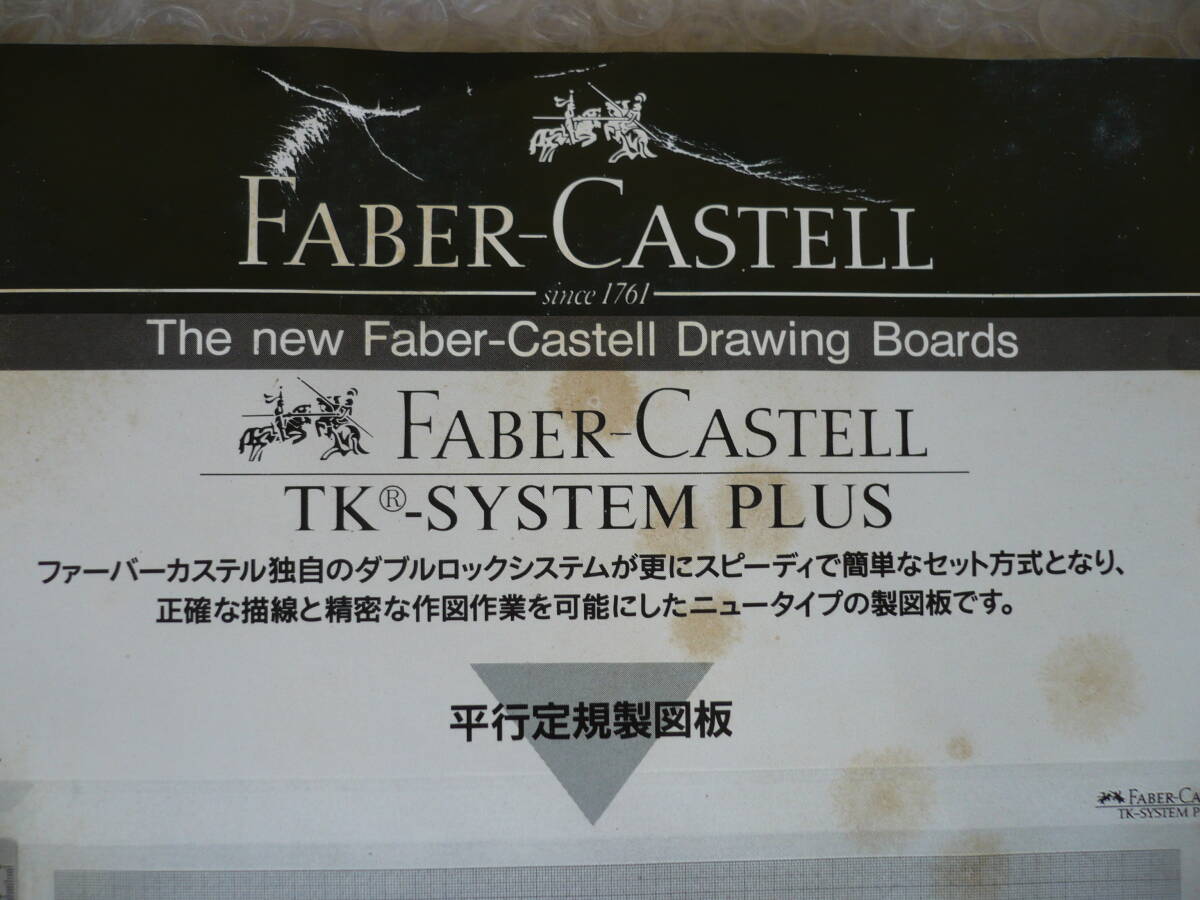 FABER-CASTELL
since 1761
The new Faber-Castell Drawing Boards
FABER-CASTELL
TK®-SYSTEM PLUS
ファーバーカステル独自のダブルロックシステムが更にスピーディで簡単なセット方式となり、
正確な描線と精密な作図作業を可能にしたニュータイプの製図板です。
平行定規製図板
FABER-CA
TK-SYSTEM P